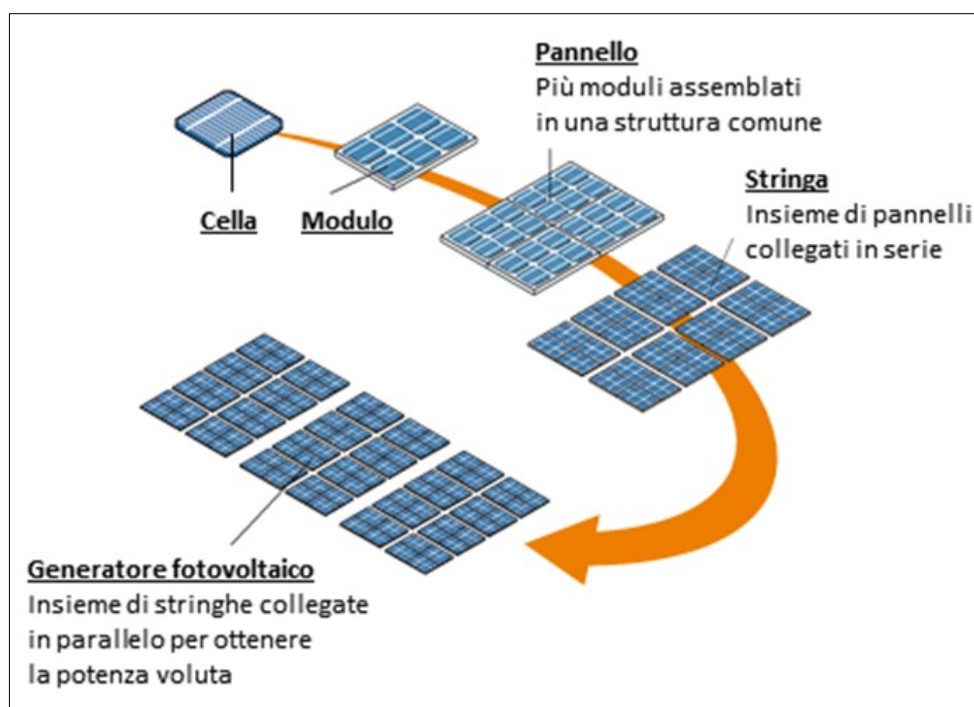 Pannello
Più moduli assemblati
in una struttura comune
Stringa
Insieme di pannelli
collegati in serie
Cella
Modulo
Generatore fotovoltaico
Insieme di stringhe collegate
in parallelo per ottenere
la potenza voluta